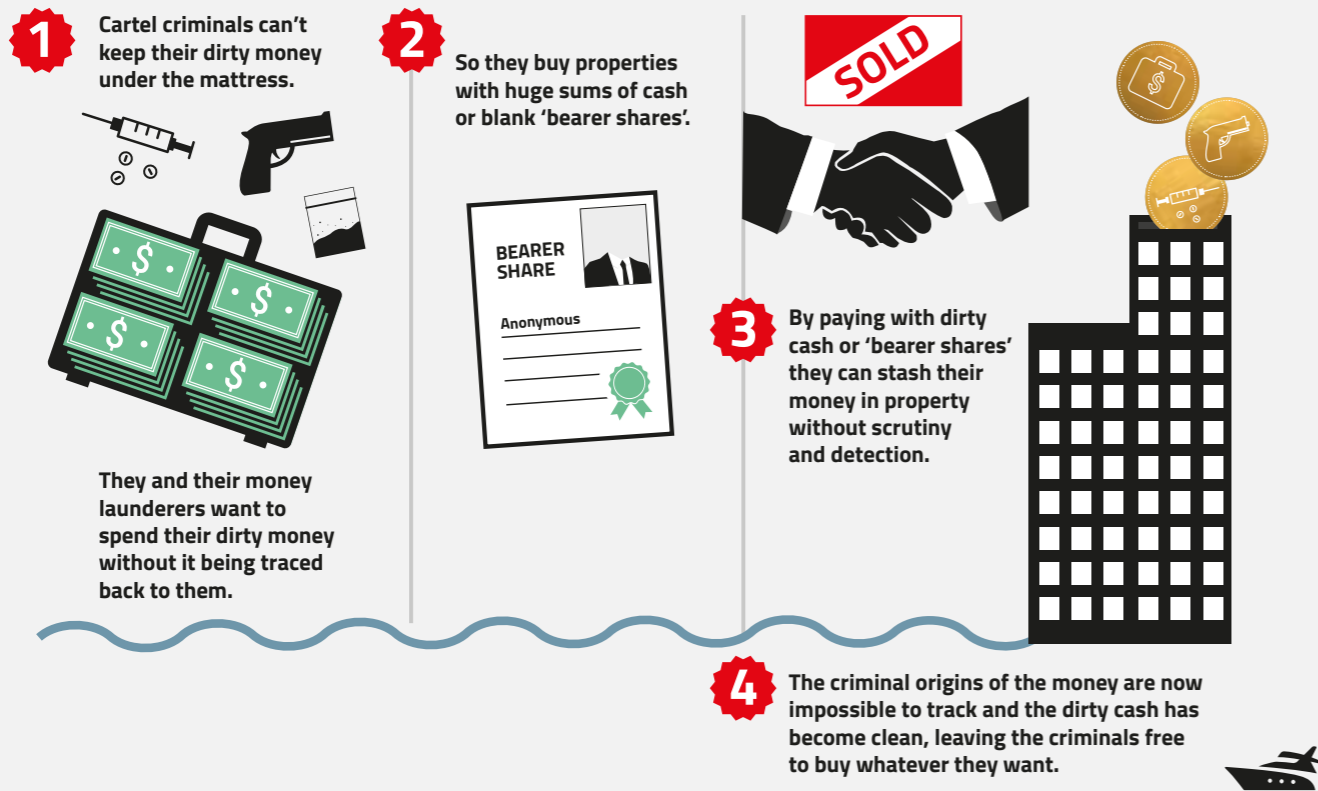 1
Cartel criminals can't
keep their dirty money
under the mattress.
$
$
$
$
They and their money
launderers want to
spend their dirty money
without it being traced
back to them.
2
So they buy properties
with huge sums of cash
or blank 'bearer shares'.
BEARER
SHARE
Anonymous
SOLD
3
By paying with dirty
cash or 'bearer shares'
they can stash their
money in property
without scrutiny
and detection.
$
4
The criminal origins of the money are now
impossible to track and the dirty cash has
become clean, leaving the criminals free
to buy whatever they want.